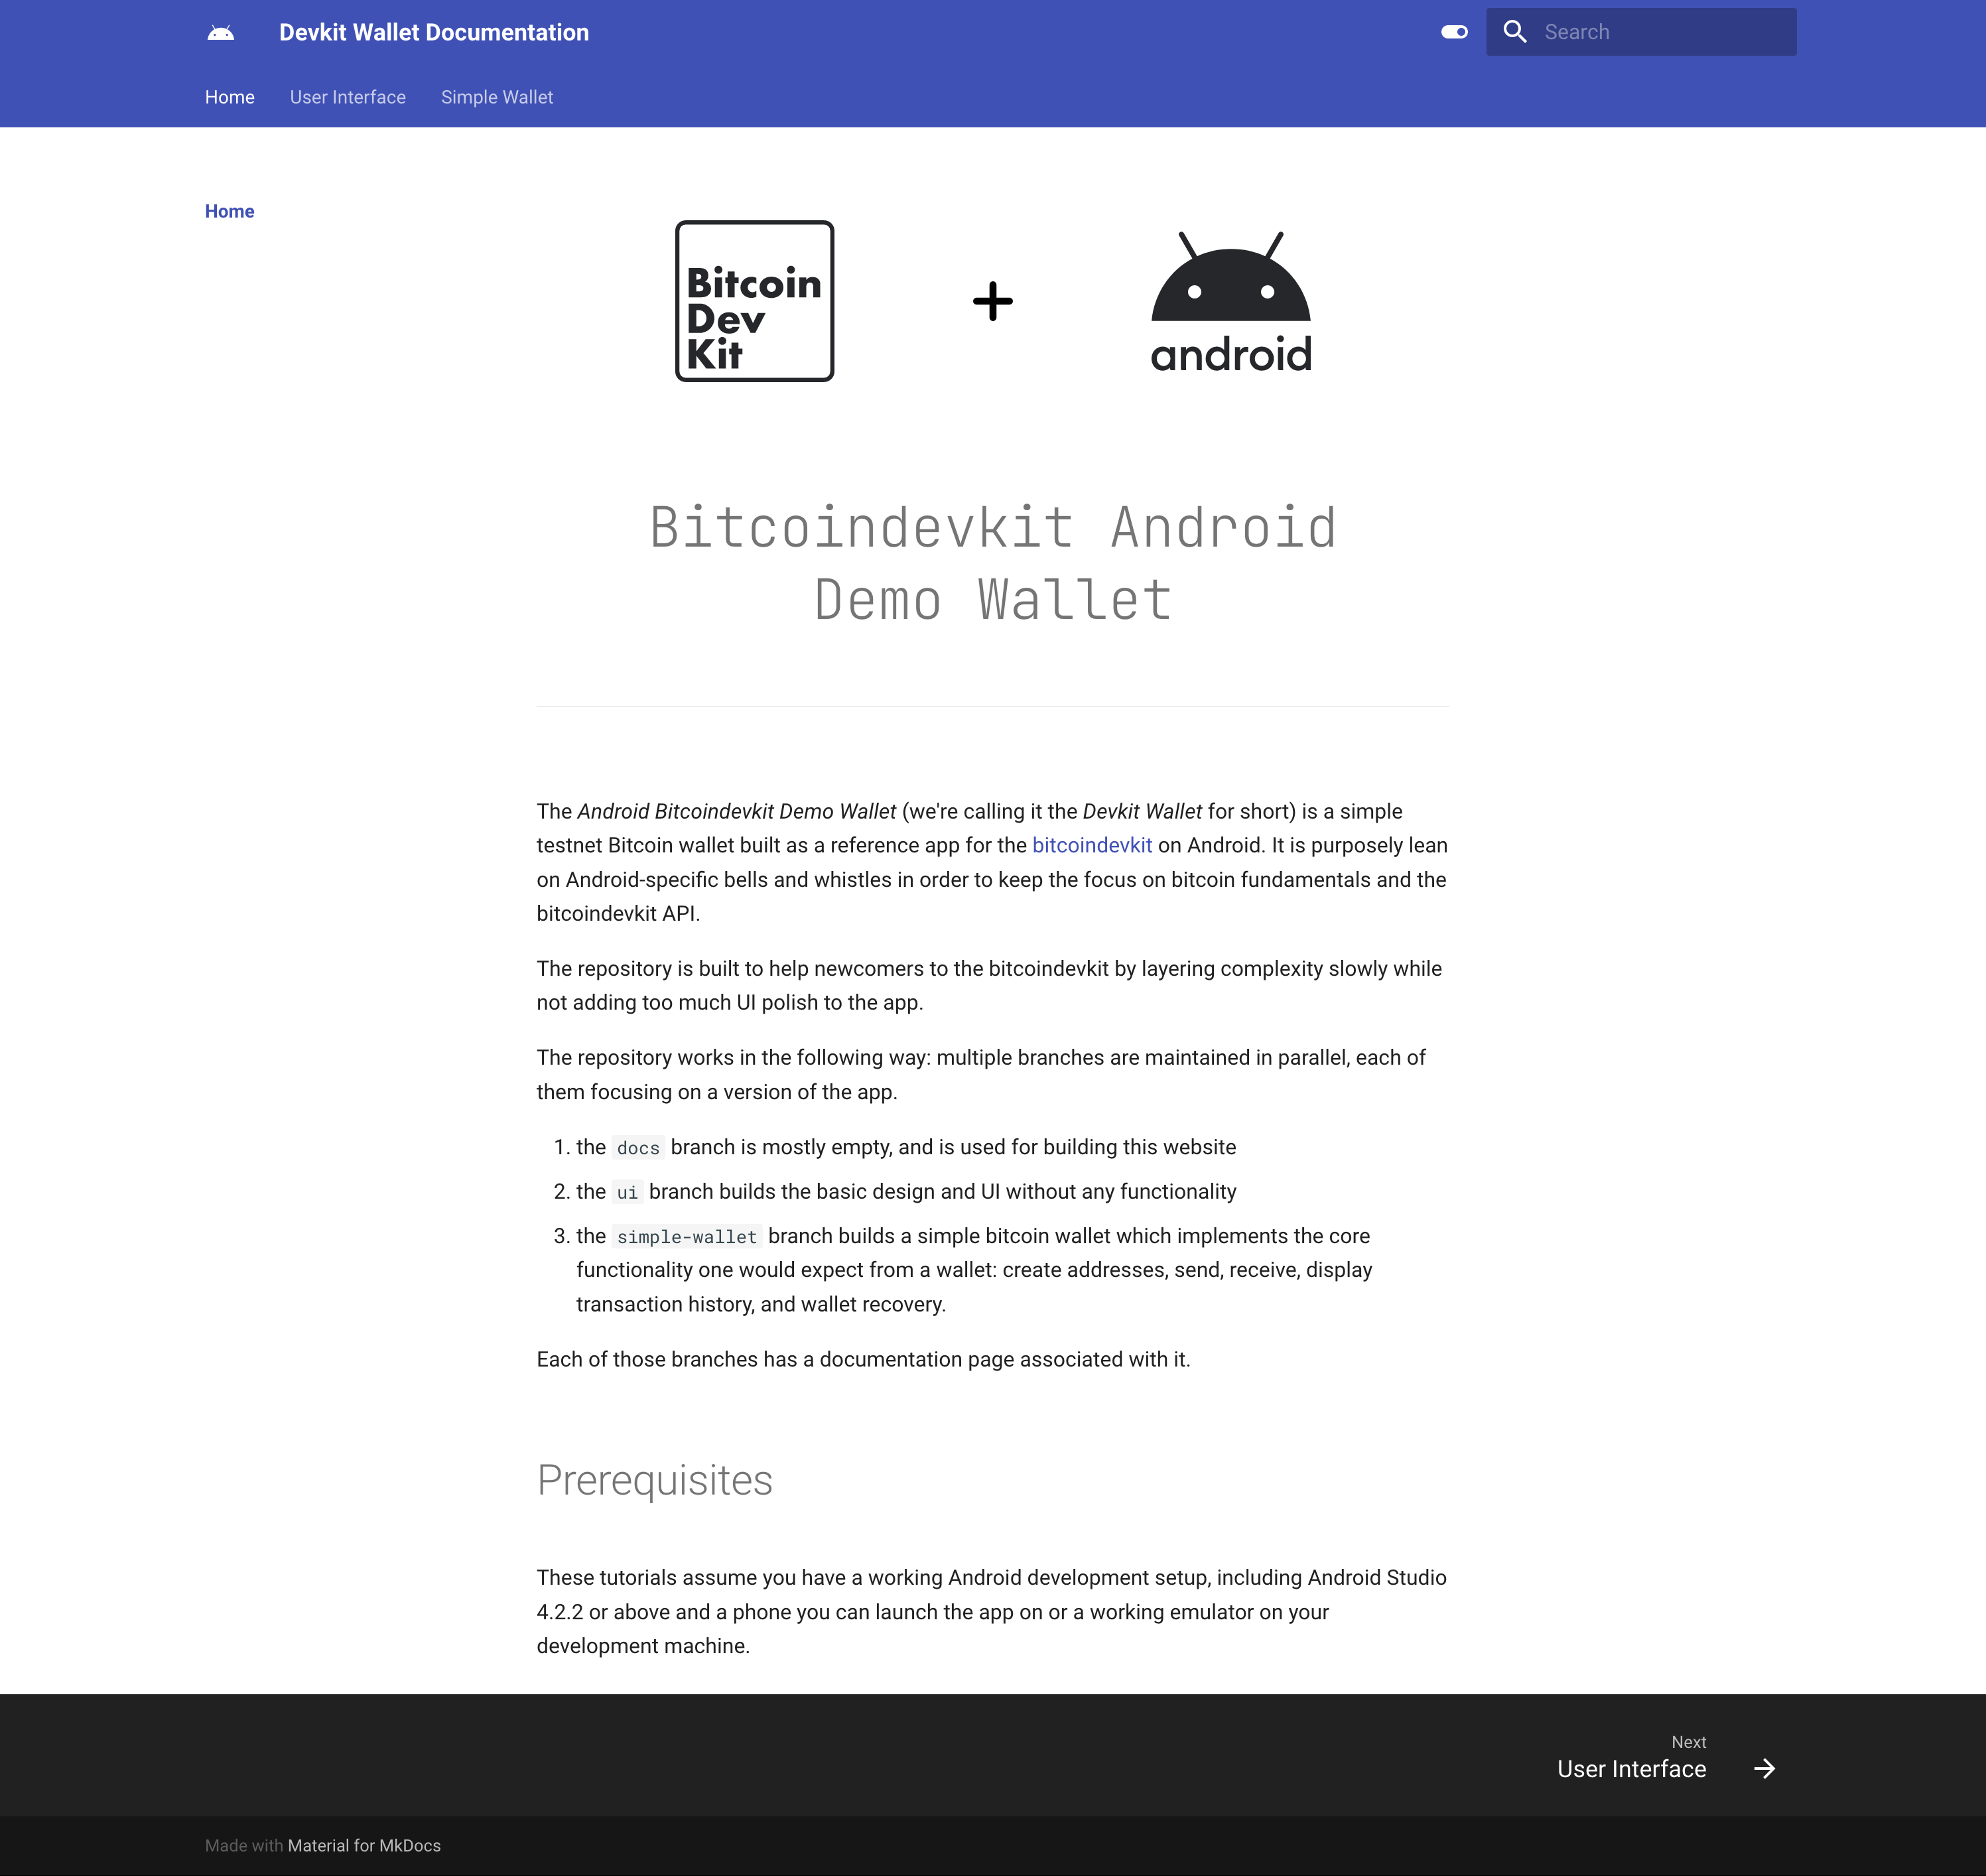 Devkit Wallet Documentation
Search
Home
User Interface
Simple Wallet
Home
Bitcoin
Dev
Kit
+
android
Bitcoindevkit Android
Demo Wallet
The Android Bitcoindevkit Demo Wallet (we're calling it the Devkit Wallet for short) is a simple
testnet Bitcoin wallet built as a reference app for the bitcoindevkit on Android. It is purposely lean
on Android-specific bells and whistles in order to keep the focus on bitcoin fundamentals and the
bitcoindevkit API.
The repository is built to help newcomers to the bitcoindevkit by layering complexity slowly while
not adding too much UI polish to the app.
The repository works in the following way: multiple branches are maintained in parallel, each of
them focusing on a version of the app.
1. the docs branch is mostly empty, and is used for building this website
2. the ui branch builds the basic design and UI without any functionality
3. the simple-wallet branch builds a simple bitcoin wallet which implements the core
functionality one would expect from a wallet: create addresses, send, receive, display
transaction history, and wallet recovery.
Each of those branches has a documentation page associated with it.
Prerequisites
These tutorials assume you have a working Android development setup, including Android Studio
4.2.2 or above and a phone you can launch the app on or a working emulator on your
development machine.
Next
User Interface
Made with Material for MkDocs